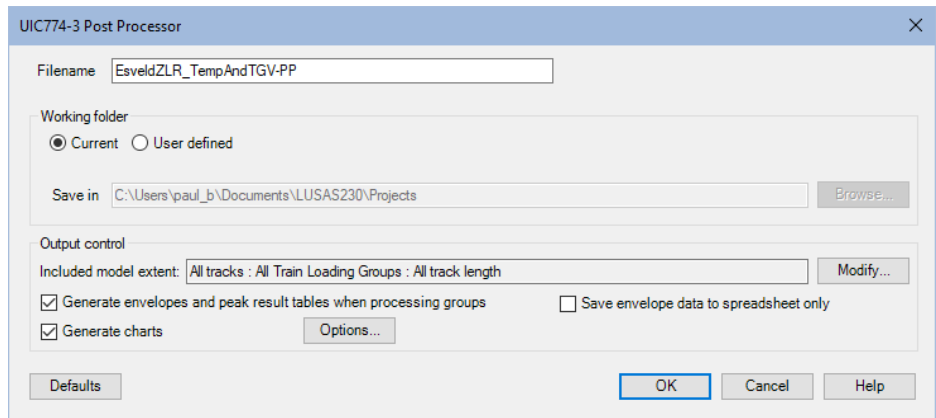 UIC774-3 Post Processor
Filename EsveldZLR_TempAndTGV-PP
Working folder
Current User defined
Save in C:\Users\paul_b\Documents\LUSAS230\Projects Browse...
Output control
Included model extent: All tracks : All Train Loading Groups : All track length Modify...
Generate envelopes and peak result tables when processing groups Save envelope data to spreadsheet only
Generate charts Options...
Defaults OK Cancel Help